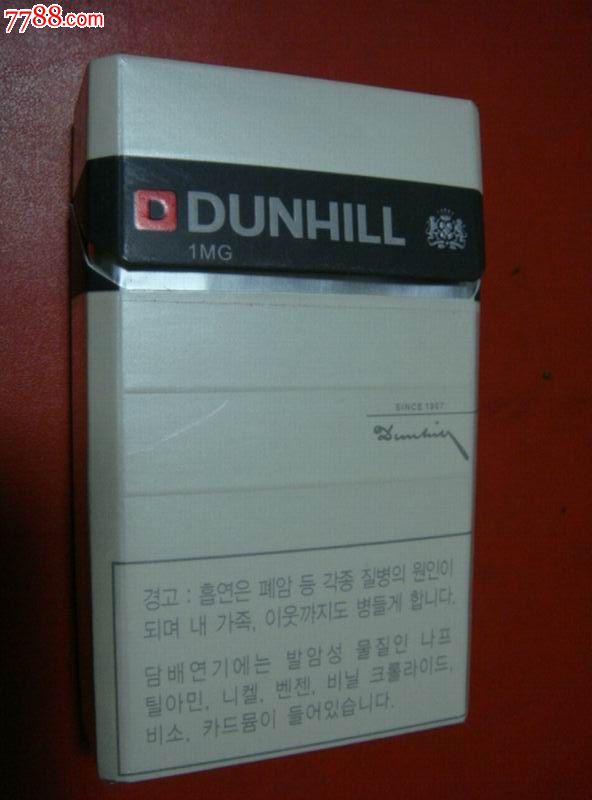 7788.com
D DUNHILL
1MG
SINCE 1907
Dunhill
경고 : 흡연은 폐암 등 각종 질병의 원인이
되며 내 가족, 이웃까지도 병들게 합니다.
담배연기에는 발암성 물질인 나프
틸아민, 니켈, 벤젠, 비닐 크롤라이드,
비소, 카드뮴이 들어있습니다.